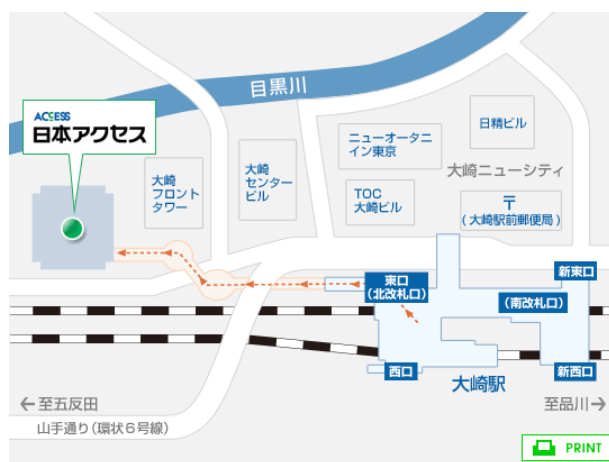 目黒川
ACCESS
日本アクセス
日精ビル
ニューオータニ
イン東京
大崎ニューシティ
大崎
フロント
タワー
大崎
センター
ビル
TOC
大崎ビル
〒
(大崎駅前郵便局)
東口
(北改札口)
新東口
(南改札口)
西口
大崎駅
新西口
←至五反田
至品川→
山手通り(環状6号線)
PRINT